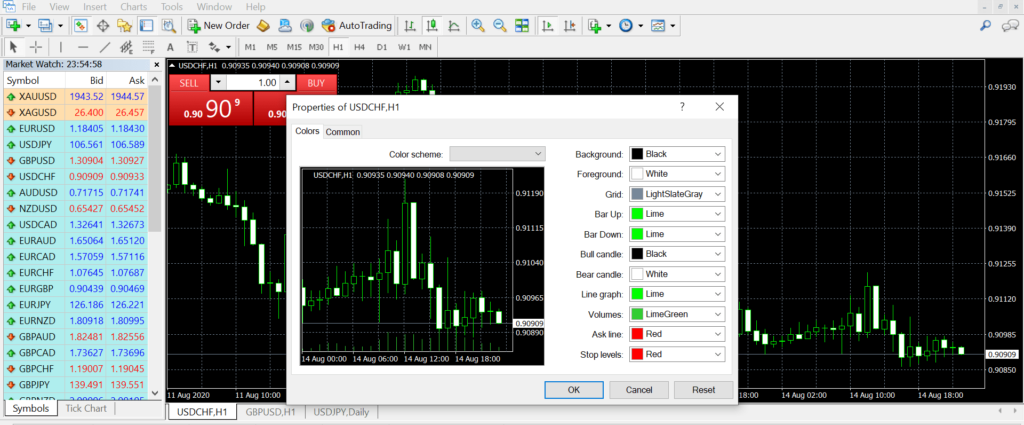 File View Insert Charts Tools Window Help
New Order AutoTrading
A T M1 M5 M15 M30 H1 H4 D1 W1 MN
Market Watch: 23:54:58
Symbol Bid Ask
XAUUSD 1943.52 1944.57
XAGUSD 26.400 26.457
EURUSD 1.18405 1.18430
USDJPY 106.561 106.589
GBPUSD 1.30904 1.30927
USDCHF 0.90909 0.90933
AUDUSD 0.71715 0.71741
NZDUSD 0.65427 0.65452
USDCAD 1.32641 1.32673
EURAUD 1.65064 1.65120
EURCAD 1.57059 1.57116
EURCHF 1.07645 1.07687
EURGBP 0.90439 0.90469
EURJPY 126.186 126.221
EURNZD 1.80918 1.80995
GBPAUD 1.82481 1.82556
GBPCAD 1.73627 1.73696
GBPCHF 1.19007 1.19045
GBPJPY 139.491 139.551
Symbols Tick Chart
USDCHF,H1 0.90935 0.90940 0.90908 0.90909
SELL 1.00 BUY
0.90 90 9
Properties of USDCHF,H1
Colors Common
Color scheme:
USDCHF,H1 0.90935 0.90940 0.90908 0.90909
0.91190
0.91115
0.91040
0.90965
0.90909
0.90890
14 Aug 00:00 14 Aug 06:00 14 Aug 12:00 14 Aug 18:00
Background: Black
Foreground: White
Grid: LightSlateGray
Bar Up: Lime
Bar Down: Lime
Bull candle: Black
Bear candle: White
Line graph: Lime
Volumes: LimeGreen
Ask line: Red
Stop levels: Red
OK Cancel Reset
0.91930
0.91795
0.91660
0.91525
0.91390
0.91255
0.91120
0.90985
0.90909
0.90850
11 Aug 2020 11 Aug 10:00 14 Aug 02:00 14 Aug 10:00 14 Aug 18:00
USDCHF,H1 GBPUSD,H1 USDJPY,Daily